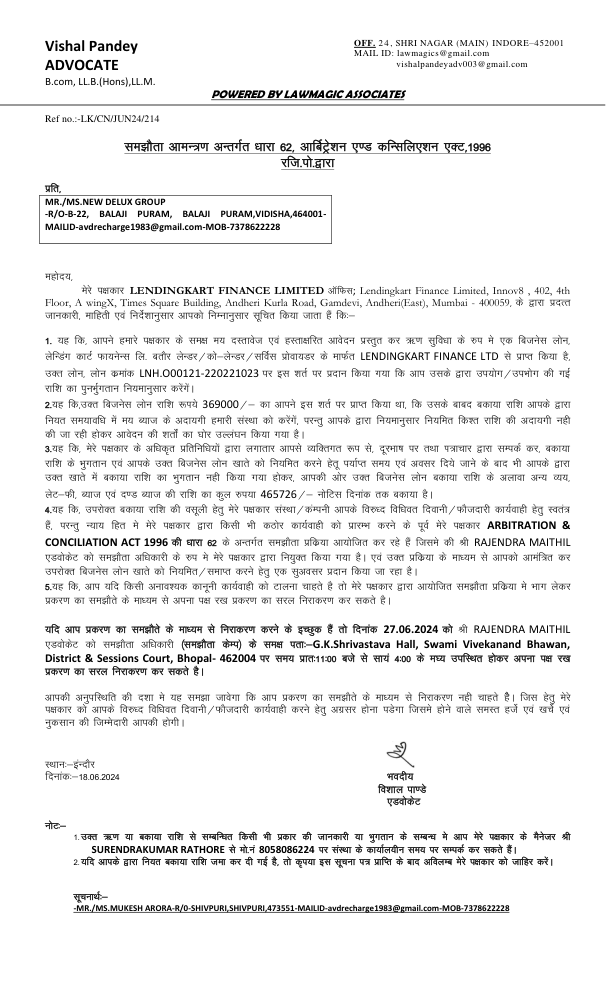 Vishal Pandey
ADVOCATE
B.com, LL.B.(Hons),LL.M.
OFF. 24, SHRI NAGAR (MAIN) INDORE-452001
MAIL ID: lawmagics@gmail.com
vishalpandeyadv003@gmail.com
POWERED BY LAWMAGIC ASSOCIATES
Ref no.:-LK/CN/JUN24/214
समझौता आमन्त्रण अन्तर्गत धारा 62, आर्बिट्रेशन एण्ड कन्सिलिएशन एक्ट,1996
रजि.पो.द्वारा
प्रति,
MR./MS.NEW DELUX GROUP
-R/O-B-22, BALAJI PURAM, BALAJI PURAM,VIDISHA,464001-
MAILID-avdrecharge1983@gmail.com-MOB-7378622228
महोदय,
मेरे पक्षकार LENDINGKART FINANCE LIMITED ऑफिस; Lendingkart Finance Limited, Innov8 , 402, 4th
Floor, A wingX, Times Square Building, Andheri Kurla Road, Gamdevi, Andheri(East), Mumbai - 400059, के द्वारा प्रदत्त
जानकारी, माहिती एवं निर्देशानुसार आपको निम्नानुसार सूचित किया जाता हैं कि:–
1. यह कि, आपने हमारे पक्षकार के समक्ष मय दस्तावेज एवं हस्ताक्षरित आवेदन प्रस्तुत कर ऋण सुविधा के रुप मे एक बिजनेस लोन,
लेन्डिंग कार्ट फायनेन्स लि. बतौर लेन्डर/को–लेन्डर/सर्विस प्रोवायडर के मार्फत LENDINGKART FINANCE LTD से प्राप्त किया है,
उक्त लोन, लोन क्रमांक LNH.O00121-220221023 पर इस शर्त पर प्रदान किया गया कि आप उसके द्वारा उपयोग/उपभोग की गई
राशि का पुनर्भुगतान नियमानुसार करेंगें।
2.यह कि,उक्त बिजनेस लोन राशि रूपये 369000/– का आपने इस शर्त पर प्राप्त किया था, कि उसके बाबद बकाया राशि आपके द्वारा
नियत समयावधि में मय ब्याज के अदायगी हमारी संस्था को करेंगें, परन्तु आपके द्वारा नियमानुसार नियमित किश्त राशि की अदायगी नही
की जा रही होकर आवेदन की शर्तों का घोर उल्लंघन किया गया है।
3.यह कि, मेरे पक्षकार के अधिकृत प्रतिनिधियों द्वारा लगातार आपसे व्यक्तिगत रूप से, दूरभाष पर तथा पत्राचार द्वारा सम्पर्क कर, बकाया
राशि के भुगतान एवं आपके उक्त बिजनेस लोन खाते को नियमित करने हेतू पर्याप्त समय एवं अवसर दिये जाने के बाद भी आपके द्वारा
उक्त खाते में बकाया राशि का भुगतान नही किया गया होकर, आपकी ओर उक्त बिजनेस लोन बकाया राशि के अलावा अन्य व्यय,
लेट–फी, ब्याज एवं दण्ड ब्याज की राशि का कुल रुपया 465726/– नोटिस दिनांक तक बकाया है।
4.यह कि, उपरोक्त बकाया राशि की वसूली हेतु मेरे पक्षकार संस्था/कंम्पनी आपके विरुध्द विधिवत दिवानी/फौजदारी कार्यवाही हेतु स्वतंत्र
हैं, परन्तु न्याय हित मे मेरे पक्षकार द्वारा किसी भी कठोर कार्यवाही को प्रारम्भ करने के पूर्व मेरे पक्षकार ARBITRATION &
CONCILIATION ACT 1996 की धारा 62 के अन्तर्गत समझौता प्रक्रिया आयोजित कर रहे हैं जिसमे की श्री RAJENDRA MAITHIL
एडवोकेट को समझौता अधिकारी के रुप मे मेरे पक्षकार द्वारा नियुक्त किया गया है। एवं उक्त प्रक्रिया के माध्यम से आपको आमंत्रित कर
उपरोक्त बिजनेस लोन खाते को नियमित/समाप्त करने हेतु एक सुअवसर प्रदान किया जा रहा है।
5.यह कि, आप यदि किसी अनावश्यक कानूनी कार्यवाही को टालना चाहते है तो मेरे पक्षकार द्वारा आयोजित समझौता प्रक्रिया मे भाग लेकर
प्रकरण का समझौते के माध्यम से अपना पक्ष रख प्रकरण का सरल निराकरण कर सकते है।
यदि आप प्रकरण का समझौते के माध्यम से निराकरण करने के इच्छुक हैं तो दिनांक 27.06.2024 को श्री RAJENDRA MAITHIL
एडवोकेट को समझौता अधिकारी (समझौता केम्प) के समक्ष पता:–G.K.Shrivastava Hall, Swami Vivekanand Bhawan,
District & Sessions Court, Bhopal- 462004 पर समय प्रात:11:00 बजे से सायं 4:00 के मध्य उपस्थित होकर अपना पक्ष रख
प्रकरण का सरल निराकरण कर सकते है।
आपकी अनुपस्थिति की दशा मे यह समझा जावेगा कि आप प्रकरण का समझौते के माध्यम से निराकरण नही चाहते हैै। जिस हेतु मेरे
पक्षकार को आपके विरुध्द विधिवत दिवानी/फौजदारी कार्यवाही करने हेतु अग्रसर होना पडेगा जिसमे होने वाले समस्त हर्जे एवं खर्चे एवं
नुकसान की जिम्मेदारी आपकी होगी।
स्थान:–इंन्दौर
दिनांक:–18.06.2024
भवदीय
विशाल पाण्डे
एडवोकेट
नोट:–
1.उक्त ऋण या बकाया राशि से सम्बन्धित किसी भी प्रकार की जानकारी या भुगतान के सम्बन्ध मे आप मेरे पक्षकार के मैनेजर श्री
SURENDRAKUMAR RATHORE से मो.नं 8058086224 पर संस्था के कार्यालयीन समय पर सम्पर्क कर सकते हैं।
2.यदि आपके द्वारा नियत बकाया राशि जमा कर दी गई है, तो कृपया इस सूचना पत्र प्राप्ति के बाद अविलम्ब मेरे पक्षकार को जाहिर करें।
सूचनार्थ:–
-MR./MS.MUKESH ARORA-R/0-SHIVPURI,SHIVPURI,473551-MAILID-avdrecharge1983@gmail.com-MOB-7378622228